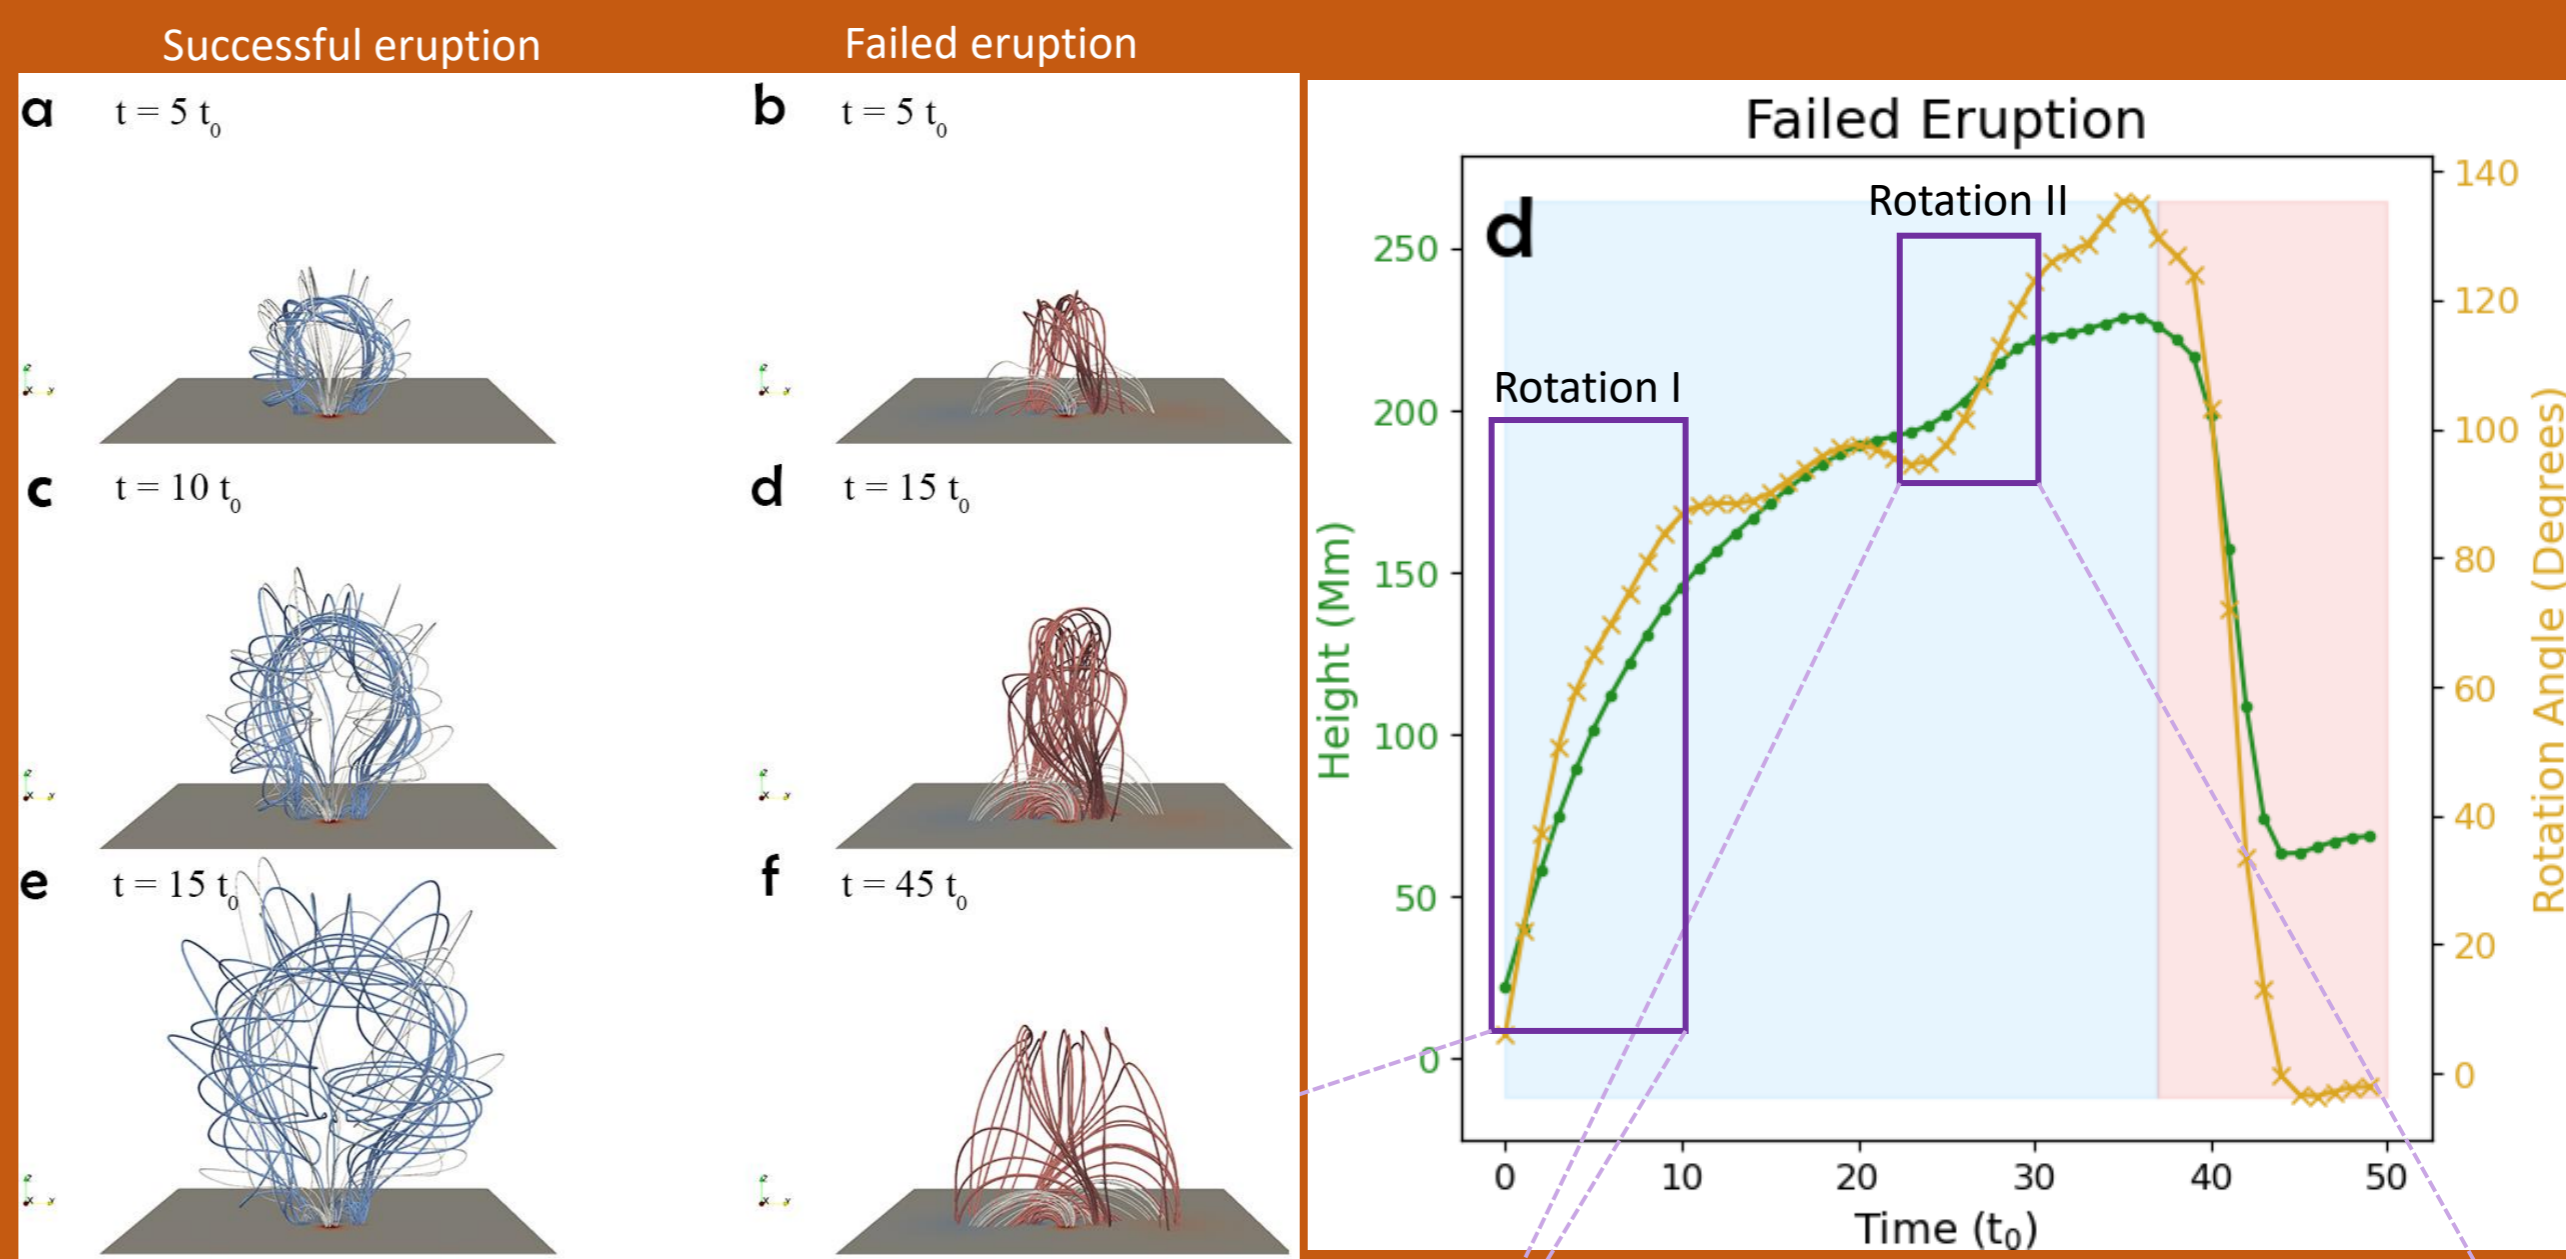 Successful eruption
Failed eruption
a t = 5 t0
b t = 5 t0
c t = 10 t0
d t = 15 t0
e t = 15 t0
f t = 45 t0
Failed Eruption
d
Rotation I
Rotation II
Height (Mm)
250
200
150
100
50
0
Rotation Angle (Degrees)
140
120
100
80
60
40
20
0
0 10 20 30 40 50
Time (t0)